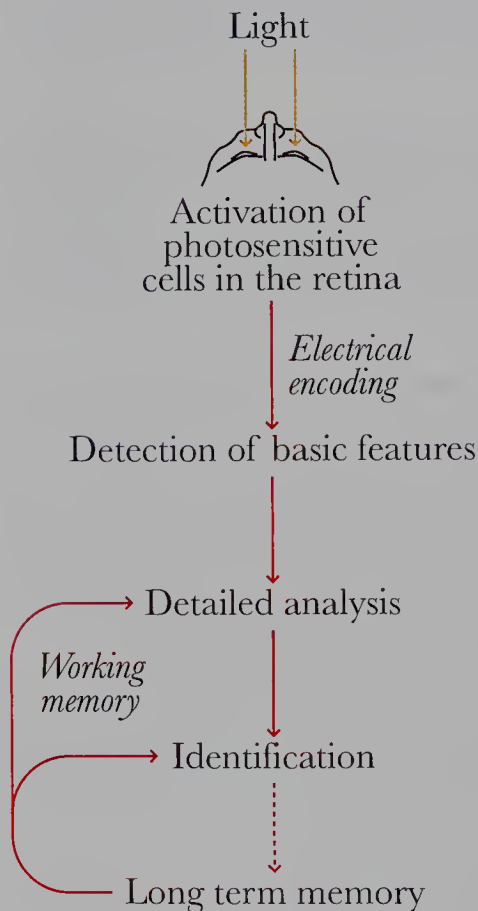 Light
Activation of
photosensitive
cells in the retina
Electrical
encoding
Detection of basic features
Detailed analysis
Working
memory
Identification
Long term memory